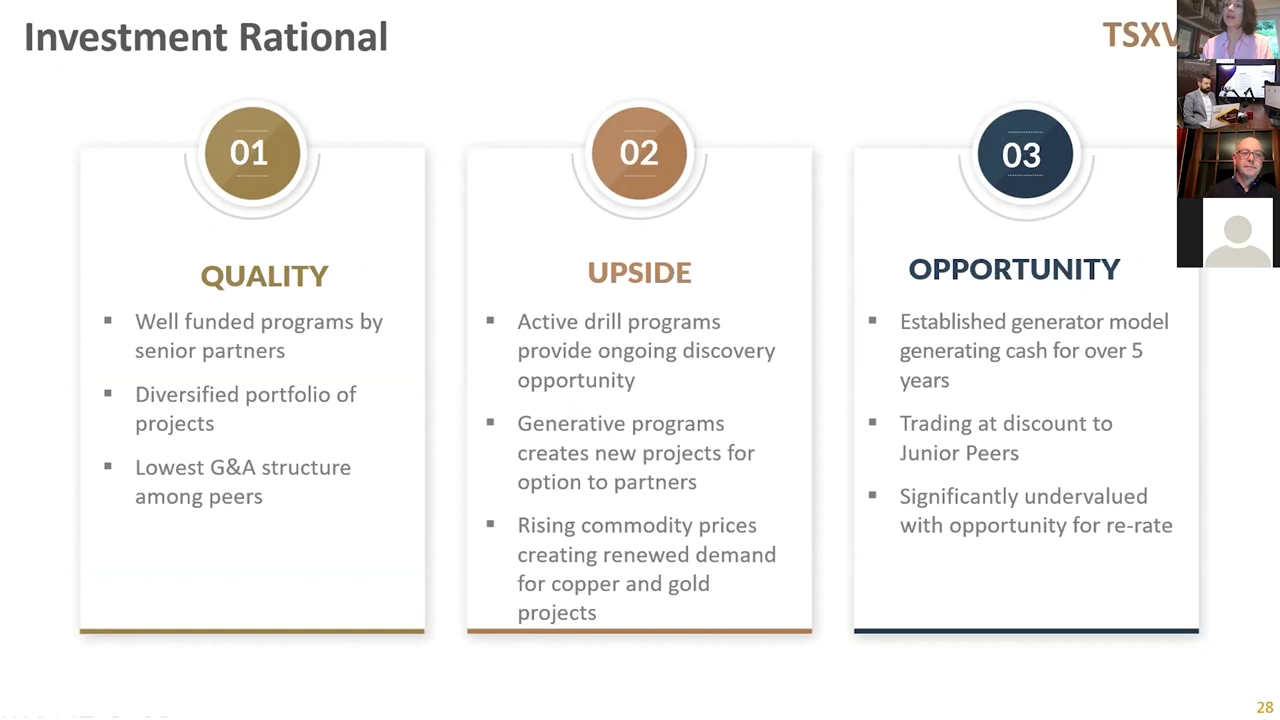 Investment Rational
TSXV
01
QUALITY
▪ Well funded programs by
senior partners
▪ Diversified portfolio of
projects
▪ Lowest G&A structure
among peers
02
UPSIDE
▪ Active drill programs
provide ongoing discovery
opportunity
▪ Generative programs
creates new projects for
option to partners
▪ Rising commodity prices
creating renewed demand
for copper and gold
projects
03
OPPORTUNITY
▪ Established generator model
generating cash for over 5
years
▪ Trading at discount to
Junior Peers
▪ Significantly undervalued
with opportunity for re-rate
28